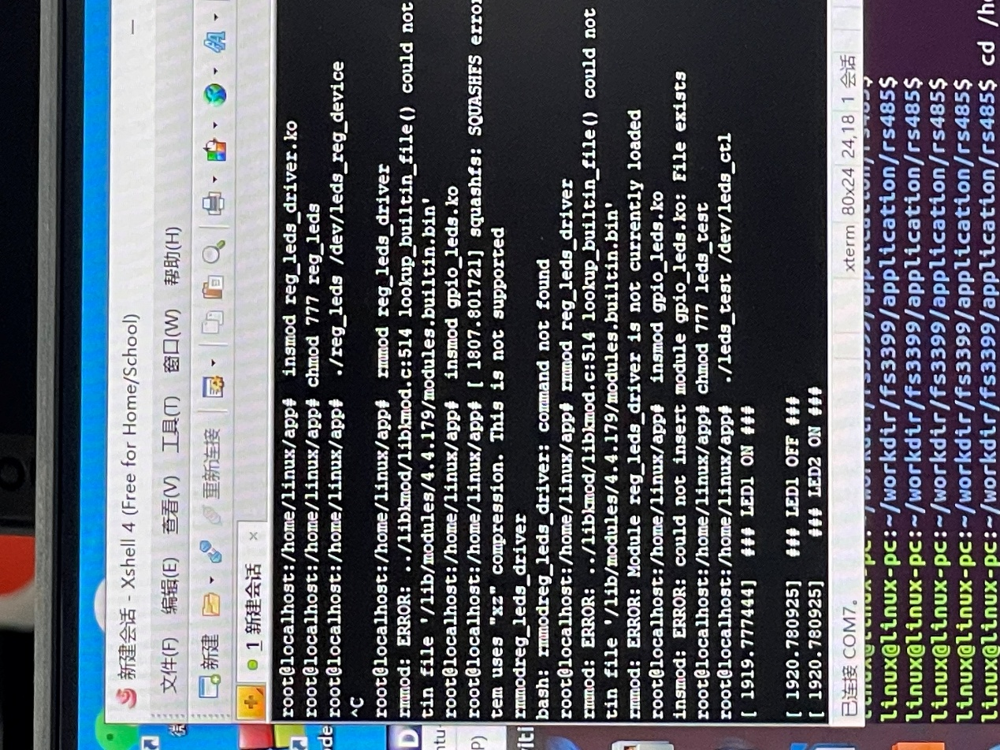 新建会话 - Xshell 4 (Free for Home/School)
文件(F) 编辑(E) 查看(V) 工具(T) 窗口(W) 帮助(H)
新建 重新连接
1 新建会话
root@localhost:/home/linux/app# insmod reg_leds_driver.ko
root@localhost:/home/linux/app# chmod 777 reg_leds
root@localhost:/home/linux/app# ./reg_leds /dev/leds_reg_device
^C
root@localhost:/home/linux/app# rmmod reg_leds_driver
rmmod: ERROR: ../libkmod/libkmod.c:514 lookup_builtin_file() could not
tin file '/lib/modules/4.4.179/modules.builtin.bin'
root@localhost:/home/linux/app# insmod gpio_leds.ko
root@localhost:/home/linux/app# [ 1807.801721] squashfs: SQUASHFS error
tem uses "xz" compression. This is not supported
rmmodreg_leds_driver
bash: rmmodreg_leds_driver: command not found
root@localhost:/home/linux/app# rmmod reg_leds_driver
rmmod: ERROR: ../libkmod/libkmod.c:514 lookup_builtin_file() could not
tin file '/lib/modules/4.4.179/modules.builtin.bin'
rmmod: ERROR: Module reg_leds_driver is not currently loaded
root@localhost:/home/linux/app# insmod gpio_leds.ko
insmod: ERROR: could not insert module gpio_leds.ko: File exists
root@localhost:/home/linux/app# chmod 777 leds_test
root@localhost:/home/linux/app# ./leds_test /dev/leds_ctl
[ 1919.777444] ### LED1 ON ###
[ 1920.780925] ### LED1 OFF ###
[ 1920.780925] ### LED2 ON ###
已连接 COM7。 xterm 80x24 24,18 1 会话
linux@linux-pc:~/workdir/fs3399/application/rs485$
linux@linux-pc:~/workdir/fs3399/application/rs485$
linux@linux-pc:~/workdir/fs3399/application/rs485$
linux@linux-pc:~/workdir/fs3399/application/rs485$
linux@linux-pc:~/workdir/fs3399/application/rs485$
linux@linux-pc:~/workdir/fs3399/application/rs485$ cd